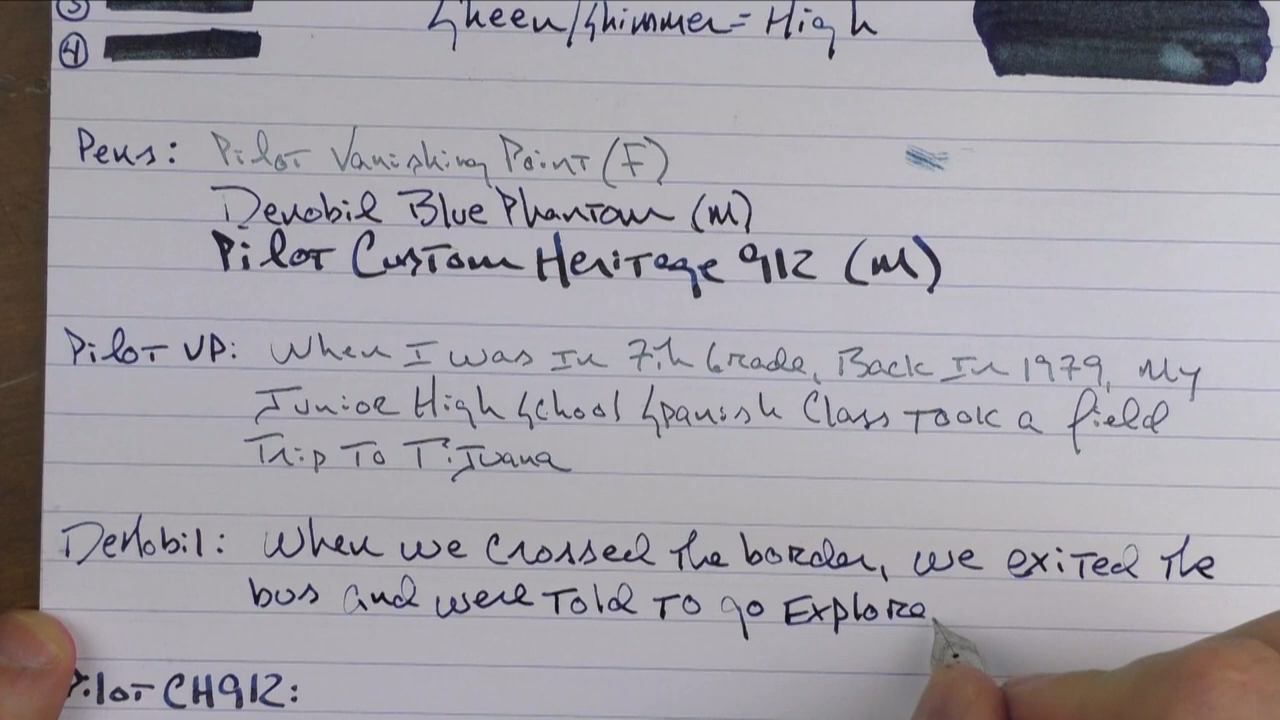 ③
Sheen/Shimmer = High
④
Pens: Pilot Vanishing Point (F)
Denobil Blue Phantom (M)
Pilot Custom Heritage 912 (M)
Pilot VP: When I was In 7th Grade, Back In 1979, My
Junior High School Spanish Class Took a field
Trip To Tijuana
Denobil: When we crossed the border, we exited the
bus and were Told To go Explore
Pilot CH912: